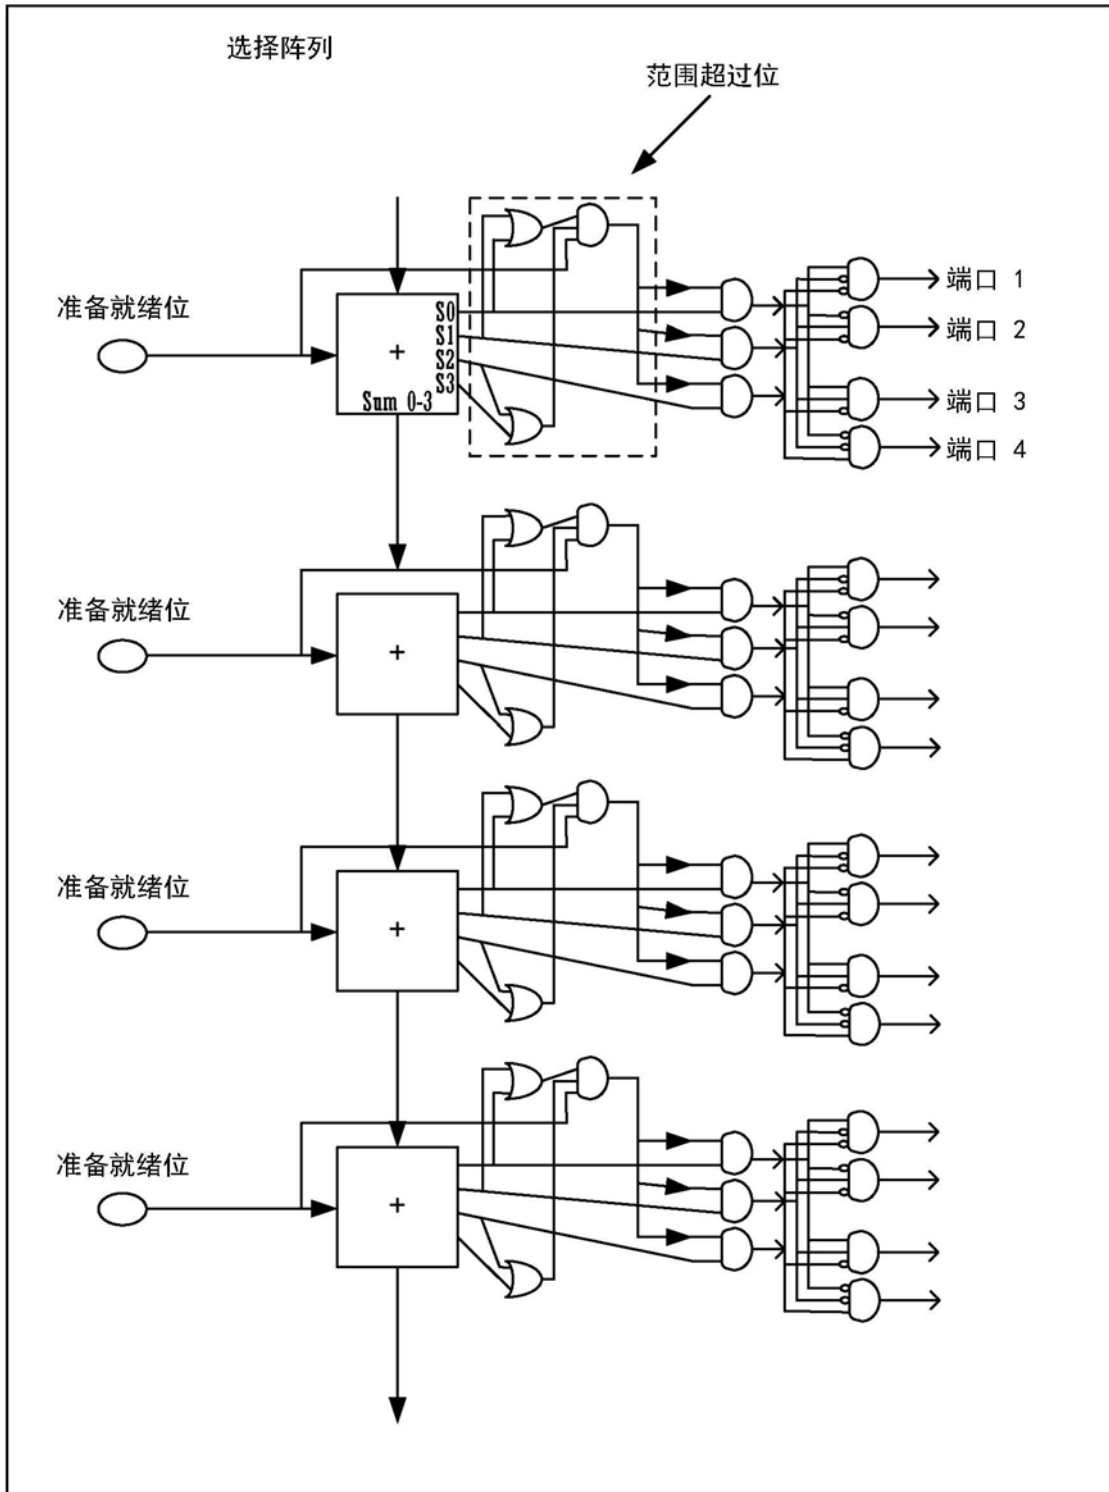 选择阵列
范围超过位
准备就绪位
S0
S1
S2
S3
+
Sum 0-3
端口 1
端口 2
端口 3
端口 4
准备就绪位
+
准备就绪位
+
准备就绪位
+